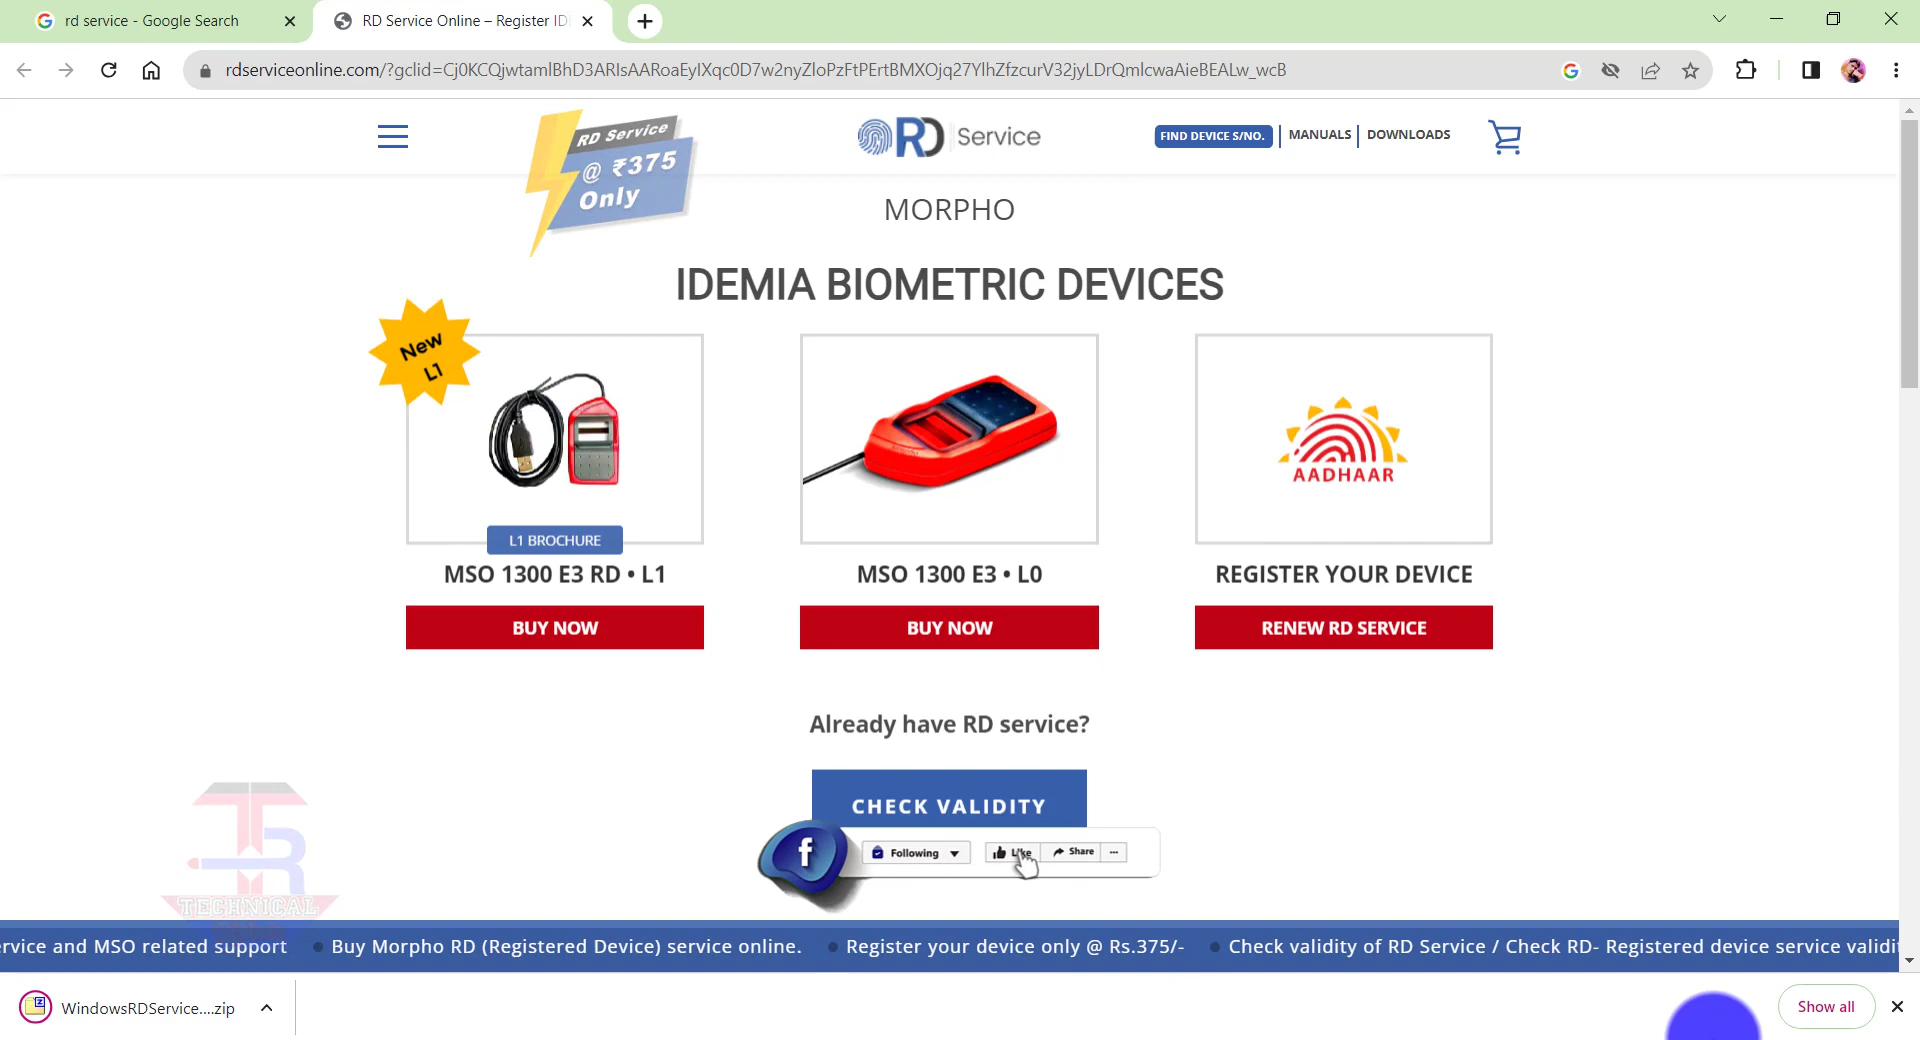 rd service - Google Search
RD Service Online – Register ID
rdserviceonline.com/?gclid=Cj0KCQjwtamlBhD3ARIsAARoaEyIXqc0D7w2nyZloPzFtPErtBMXOjq27YlhZfzcurV32jyLDrQmlcwaAieBEALw_wcB
RD Service
@ ₹375
Only
RD Service
FIND DEVICE S/NO.
MANUALS
DOWNLOADS
MORPHO
IDEMIA BIOMETRIC DEVICES
New
L1
AADHAAR
L1 BROCHURE
MSO 1300 E3 RD • L1
MSO 1300 E3 • L0
REGISTER YOUR DEVICE
BUY NOW
BUY NOW
RENEW RD SERVICE
Already have RD service?
CHECK VALIDITY
f
Following
Like
Share
TECHNICAL
ervice and MSO related support • Buy Morpho RD (Registered Device) service online. • Register your device only @ Rs.375/- • Check validity of RD Service / Check RD- Registered device service validit
WindowsRDService....zip
Show all